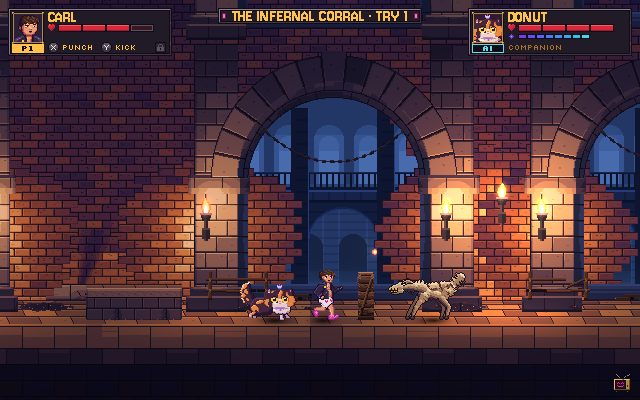 CARL
P1
X PUNCH Y KICK
THE INFERNAL CORRAL · TRY 1
DONUT
AI
COMPANION